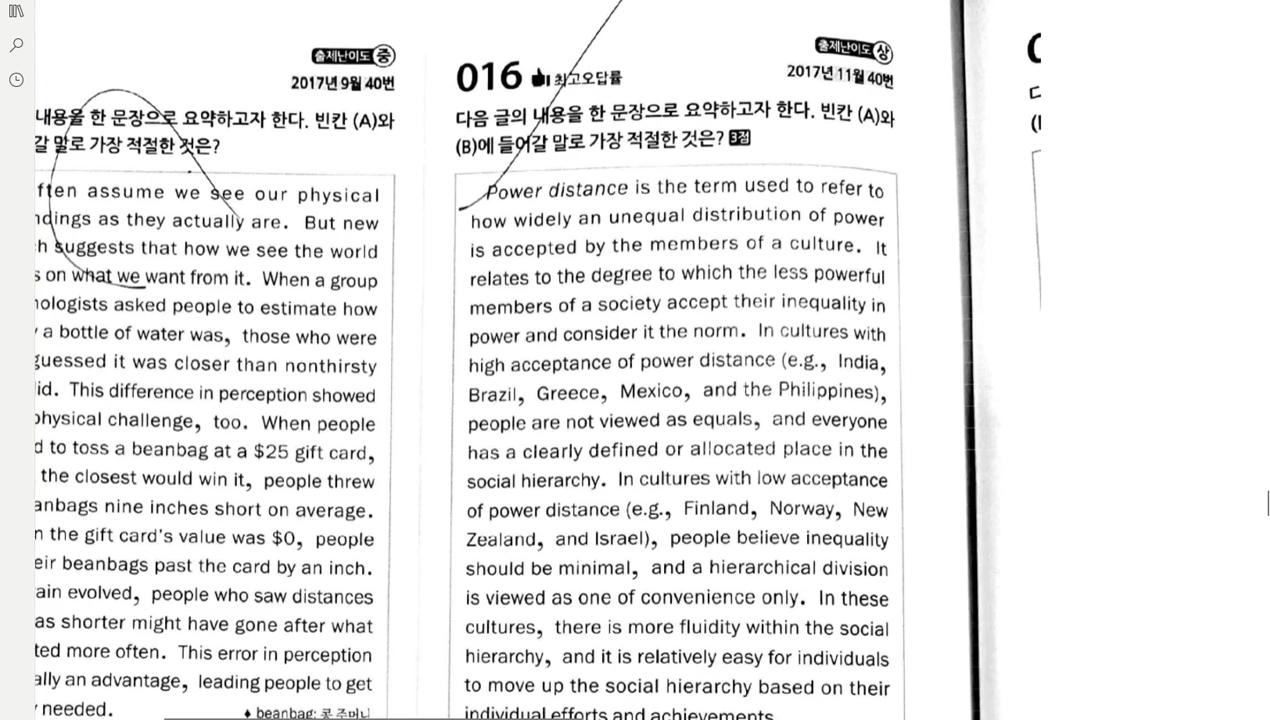 출제난이도 중
2017년 9월 40번
내용을 한 문장으로 요약하고자 한다. 빈칸 (A)와
갈 말로 가장 적절한 것은?
ften assume we see our physical
ndings as they actually are. But new
h suggests that how we see the world
s on what we want from it. When a group
hologists asked people to estimate how
a bottle of water was, those who were
guessed it was closer than nonthirsty
id. This difference in perception showed
physical challenge, too. When people
d to toss a beanbag at a $25 gift card,
the closest would win it, people threw
anbags nine inches short on average.
n the gift card's value was $0, people
eir beanbags past the card by an inch.
ain evolved, people who saw distances
as shorter might have gone after what
ted more often. This error in perception
ally an advantage, leading people to get
needed.
♦ beanbag: 콩 주머니
출제난이도 상
016 최고오답률
2017년 11월 40번
다음 글의 내용을 한 문장으로 요약하고자 한다. 빈칸 (A)와
(B)에 들어갈 말로 가장 적절한 것은? 3점
Power distance is the term used to refer to
how widely an unequal distribution of power
is accepted by the members of a culture. It
relates to the degree to which the less powerful
members of a society accept their inequality in
power and consider it the norm. In cultures with
high acceptance of power distance (e.g., India,
Brazil, Greece, Mexico, and the Philippines),
people are not viewed as equals, and everyone
has a clearly defined or allocated place in the
social hierarchy. In cultures with low acceptance
of power distance (e.g., Finland, Norway, New
Zealand, and Israel), people believe inequality
should be minimal, and a hierarchical division
is viewed as one of convenience only. In these
cultures, there is more fluidity within the social
hierarchy, and it is relatively easy for individuals
to move up the social hierarchy based on their
individual efforts and achievements.